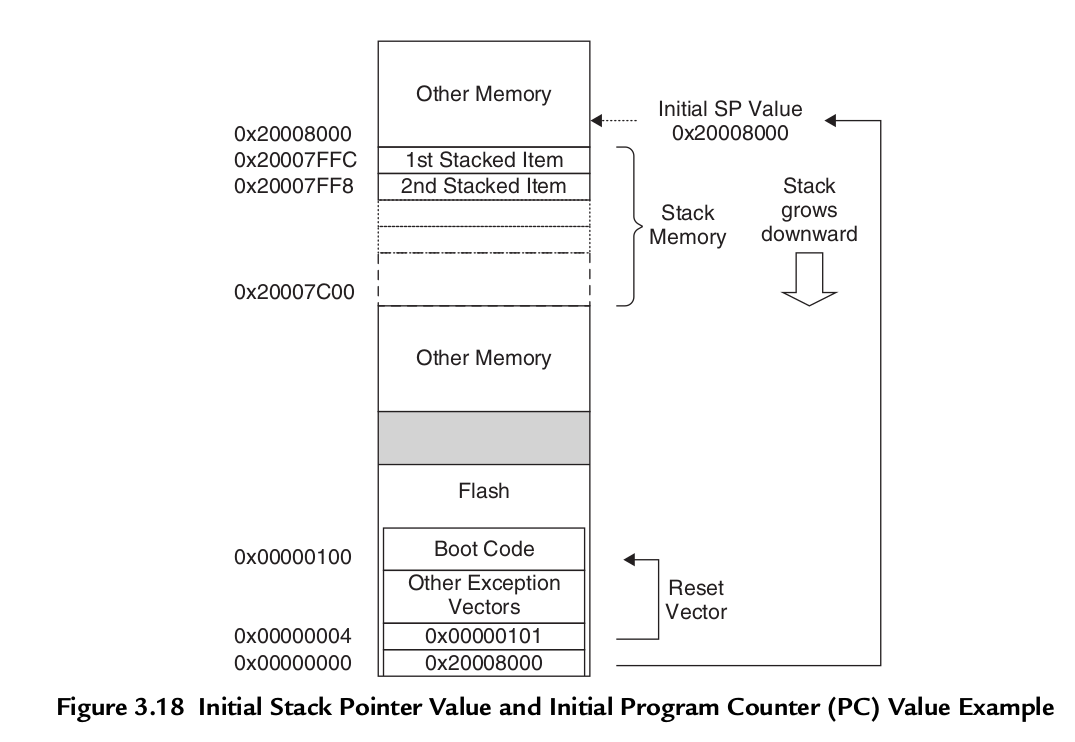 Other Memory
Initial SP Value
0x20008000
0x20008000
0x20007FFC
1st Stacked Item
0x20007FF8
2nd Stacked Item
Stack
Memory
Stack
grows
downward
0x20007C00
Other Memory
Flash
0x00000100
Boot Code
Other Exception
Vectors
Reset
Vector
0x00000004
0x00000101
0x00000000
0x20008000
Figure 3.18 Initial Stack Pointer Value and Initial Program Counter (PC) Value Example